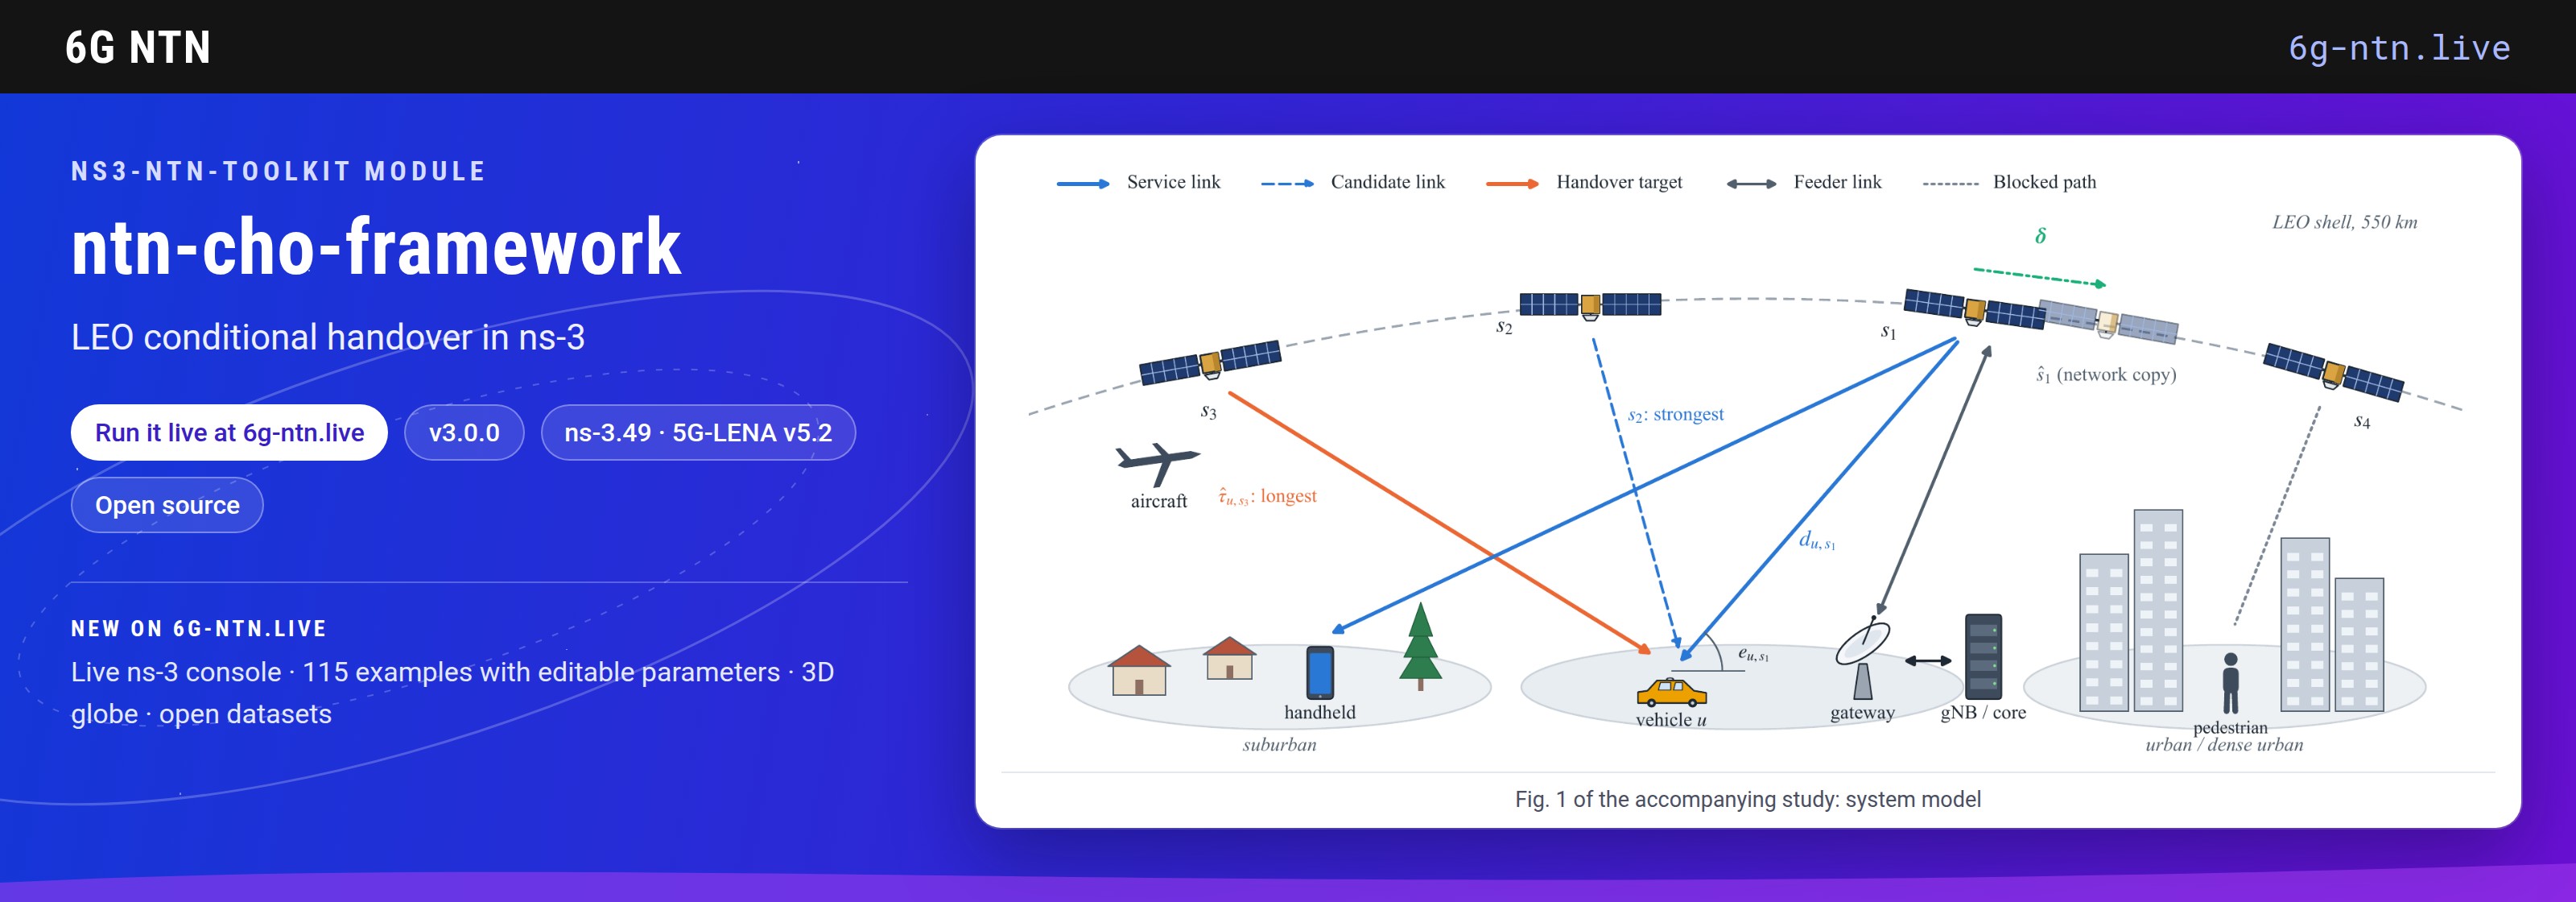 6G NTN
6g-ntn.live
NS3-NTN-TOOLKIT MODULE
ntn-cho-framework
LEO conditional handover in ns-3
Run it live at 6g-ntn.live
v3.0.0
ns-3.49 · 5G-LENA v5.2
Open source
NEW ON 6G-NTN.LIVE
Live ns-3 console · 115 examples with editable parameters · 3D
globe · open datasets
Service link
Candidate link
Handover target
Feeder link
Blocked path
LEO shell, 550 km
δ
s₂
s₁
ŝ₁ (network copy)
s₃
s₄
s₂: strongest
aircraft
τ̂u,s₃: longest
du,s₁
eu,s₁
handheld
vehicle u
gateway
gNB / core
pedestrian
suburban
urban / dense urban
Fig. 1 of the accompanying study: system model